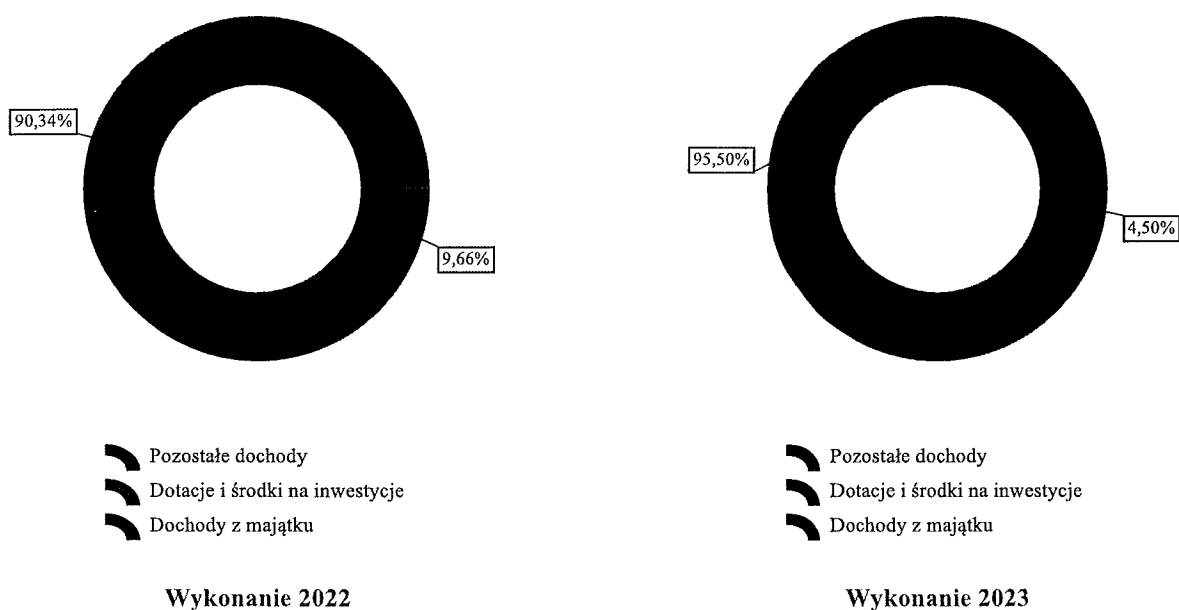 90,34%
9,66%
Pozostałe dochody
Dotacje i środki na inwestycje
Dochody z majątku
Wykonanie 2022
95,50%
4,50%
Pozostałe dochody
Dotacje i środki na inwestycje
Dochody z majątku
Wykonanie 2023